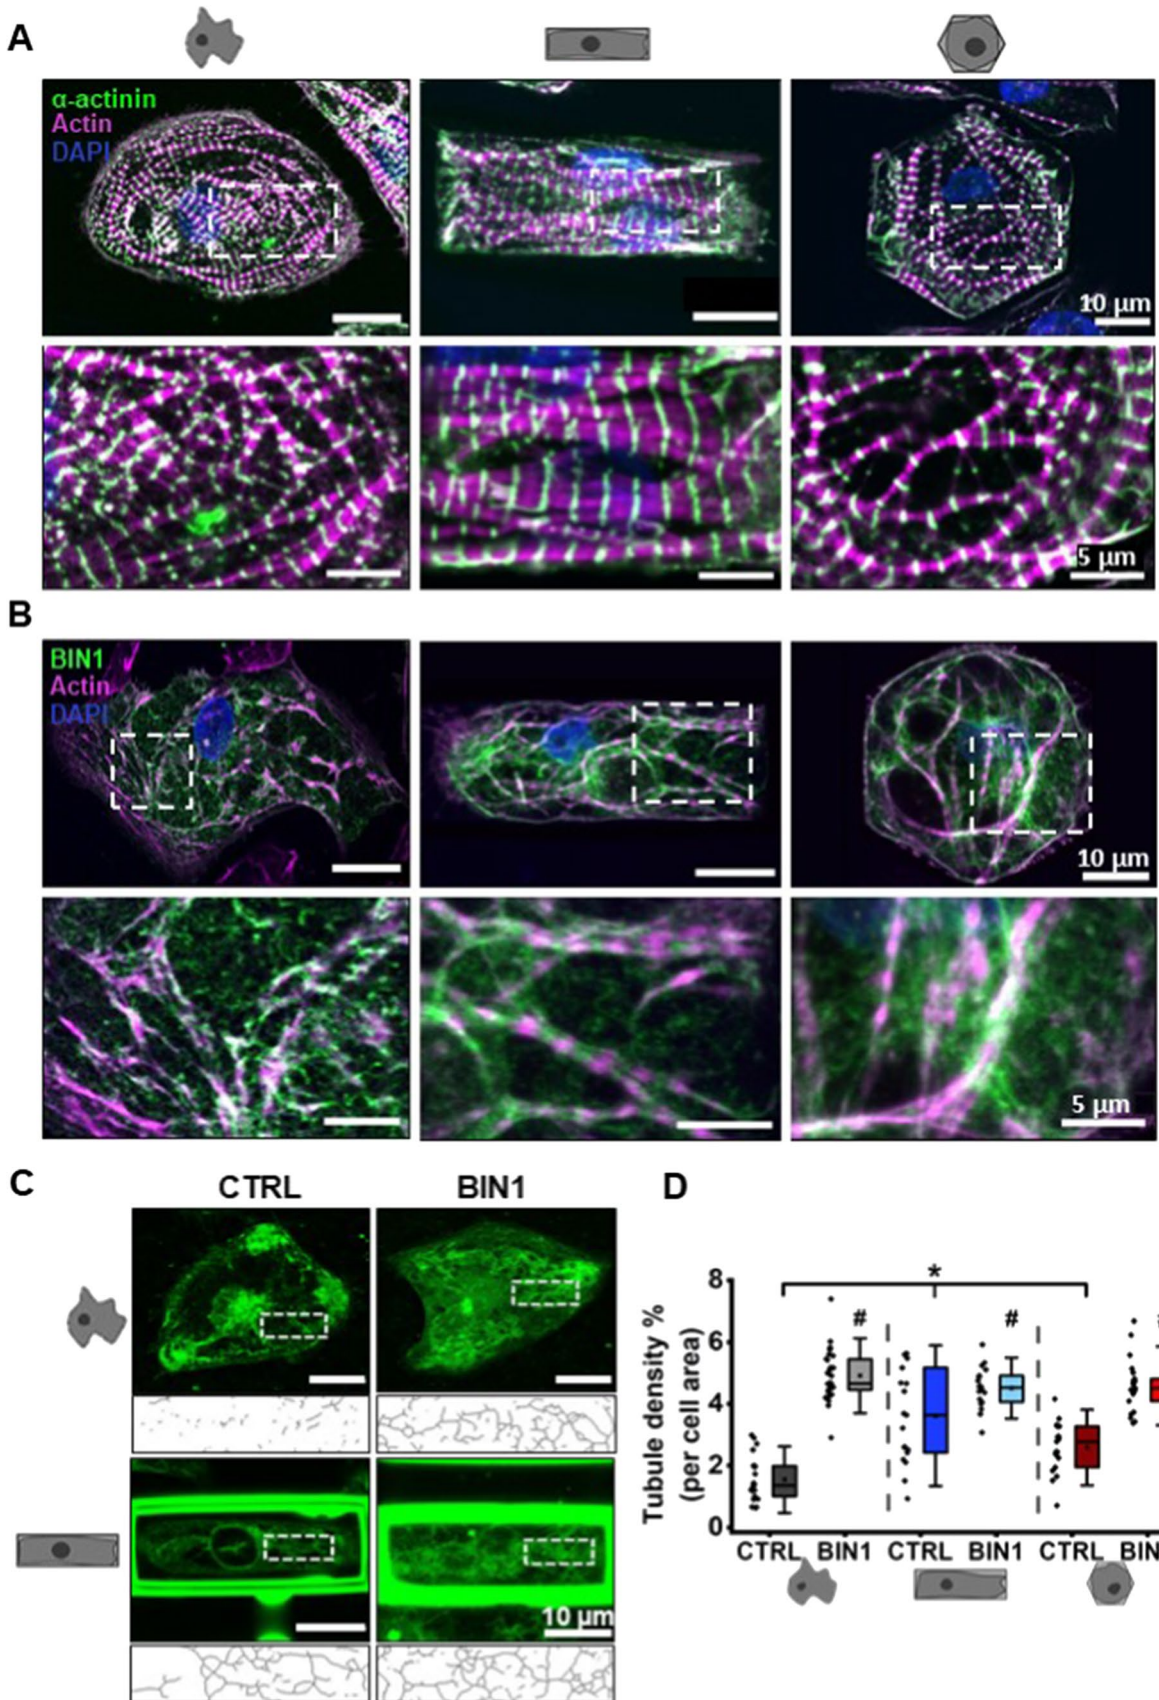 A
α-actinin
Actin
DAPI
10 µm
5 µm
B
BIN1
Actin
DAPI
10 µm
5 µm
C
CTRL
BIN1
10 µm
D
Tubule density %
(per cell area)
8
6
4
2
0
*
#
#
CTRL BIN1 CTRL BIN1 CTRL BIN